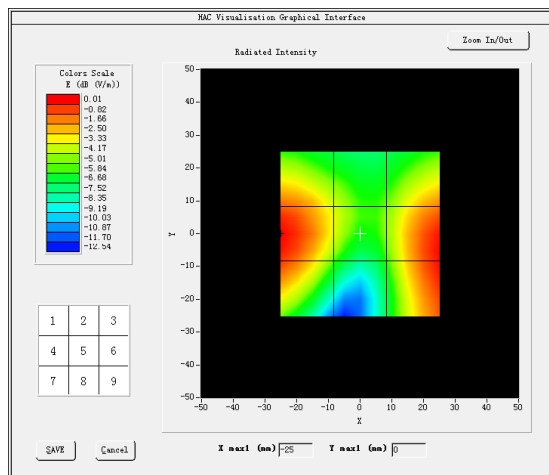 HAC Visualisation Graphical Interface
Zoom In/Out
Radiated Intensity
Colors Scale
E (dB (V/m))
0.01
-0.82
-1.66
-2.50
-3.33
-4.17
-5.01
-5.84
-6.68
-7.52
-8.35
-9.19
-10.03
-10.87
-11.70
-12.54
50
40
30
20
10
0
-10
-20
-30
-40
-50
Y
-50 -40 -30 -20 -10 0 10 20 30 40 50
X
1 2 3
4 5 6
7 8 9
SAVE Cancel
X max1 (mm) -25 Y max1 (mm) 0